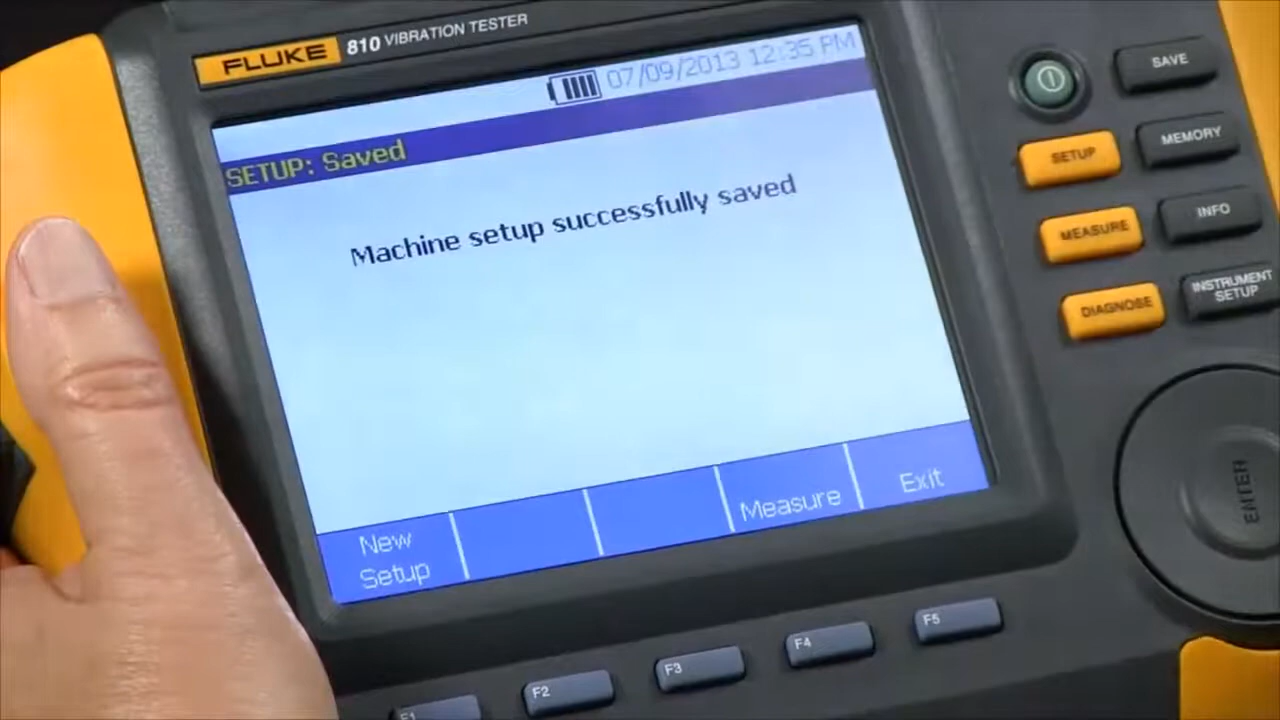 FLUKE 810 VIBRATION TESTER
07/09/2013 12:35 PM
SETUP: Saved
Machine setup successfully saved
New
Setup
Measure
Exit
SAVE
SETUP
MEMORY
MEASURE
INFO
DIAGNOSE
INSTRUMENT
SETUP
ENTER
F1
F2
F3
F4
F5